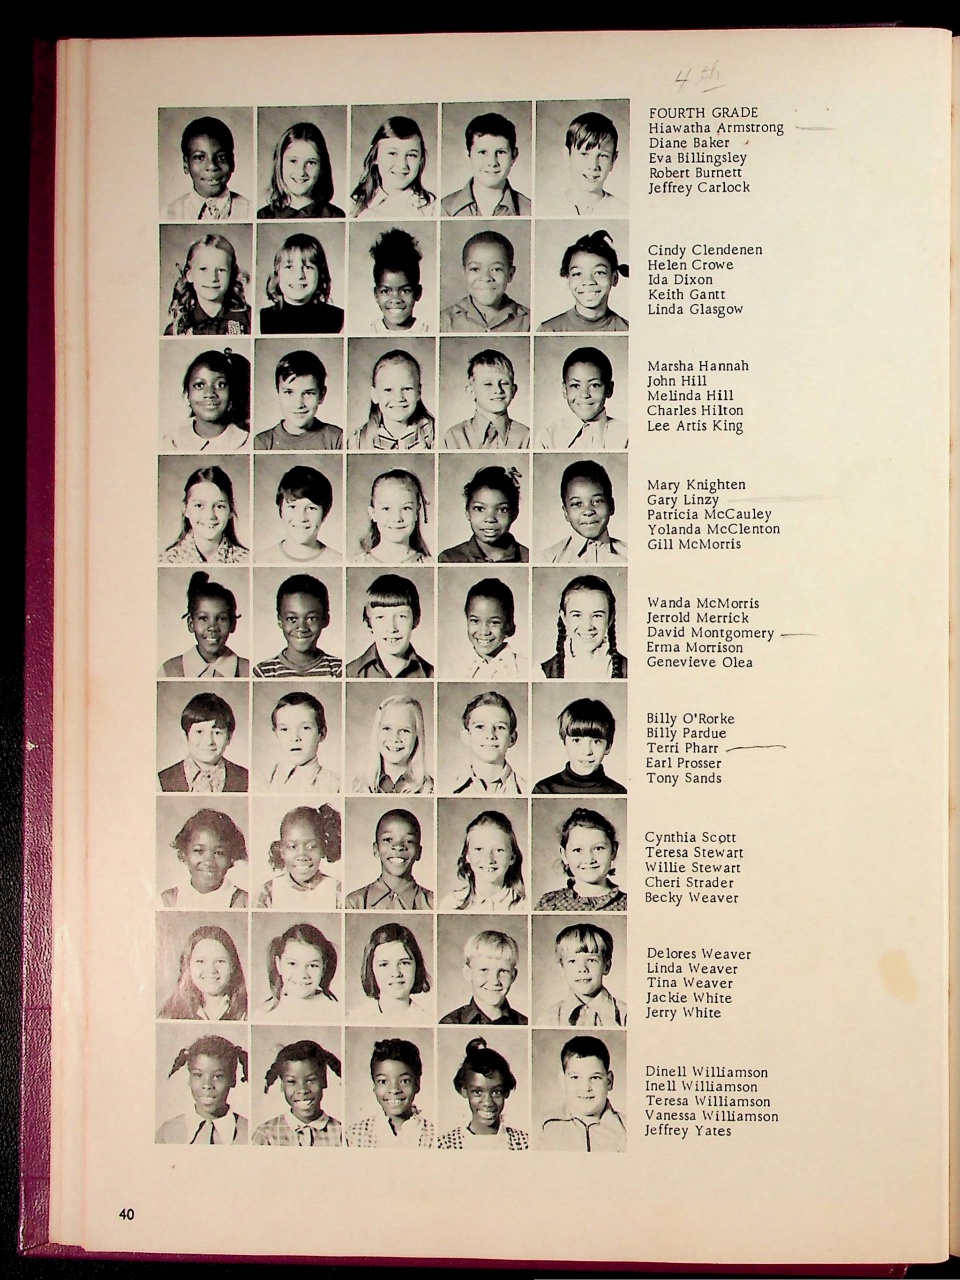 4 th
FOURTH GRADE
Hiawatha Armstrong
Diane Baker
Eva Billingsley
Robert Burnett
Jeffrey Carlock
Cindy Clendenen
Helen Crowe
Ida Dixon
Keith Gantt
Linda Glasgow
Marsha Hannah
John Hill
Melinda Hill
Charles Hilton
Lee Artis King
Mary Knighten
Gary Linzy
Patricia McCauley
Yolanda McClenton
Gill McMorris
Wanda McMorris
Jerrold Merrick
David Montgomery
Erma Morrison
Genevieve Olea
Billy O'Rorke
Billy Pardue
Terri Pharr
Earl Prosser
Tony Sands
Cynthia Scott
Teresa Stewart
Willie Stewart
Cheri Strader
Becky Weaver
Delores Weaver
Linda Weaver
Tina Weaver
Jackie White
Jerry White
Dinell Williamson
Inell Williamson
Teresa Williamson
Vanessa Williamson
Jeffrey Yates
40